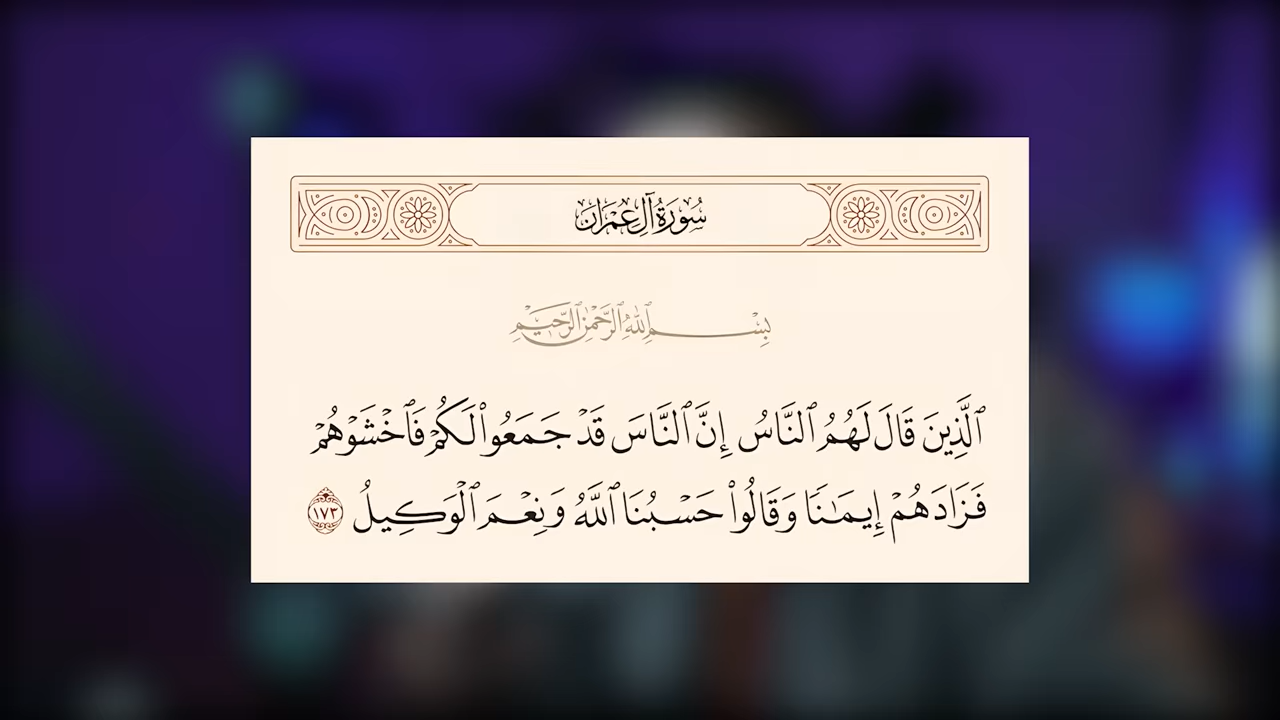 سُورَةُ آلِ عِمْرَانَ
بِسْمِ ٱللَّهِ ٱلرَّحْمَٰنِ ٱلرَّحِيمِ
ٱلَّذِينَ قَالَ لَهُمُ ٱلنَّاسُ إِنَّ ٱلنَّاسَ قَدْ جَمَعُوا۟ لَكُمْ فَٱخْشَوْهُمْ
فَزَادَهُمْ إِيمَٰنًا وَقَالُوا۟ حَسْبُنَا ٱللَّهُ وَنِعْمَ ٱلْوَكِيلُ ١٧٣